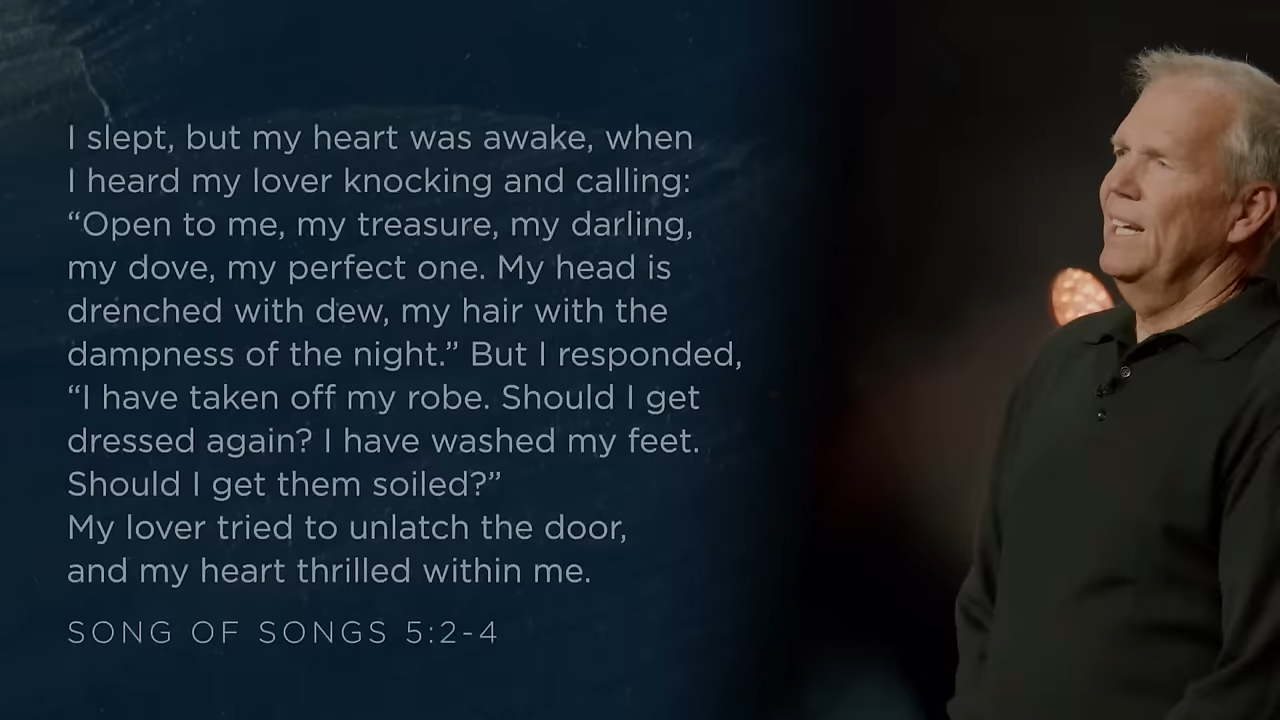 I slept, but my heart was awake, when
I heard my lover knocking and calling:
“Open to me, my treasure, my darling,
my dove, my perfect one. My head is
drenched with dew, my hair with the
dampness of the night.” But I responded,
“I have taken off my robe. Should I get
dressed again? I have washed my feet.
Should I get them soiled?”
My lover tried to unlatch the door,
and my heart thrilled within me.
SONG OF SONGS 5:2-4